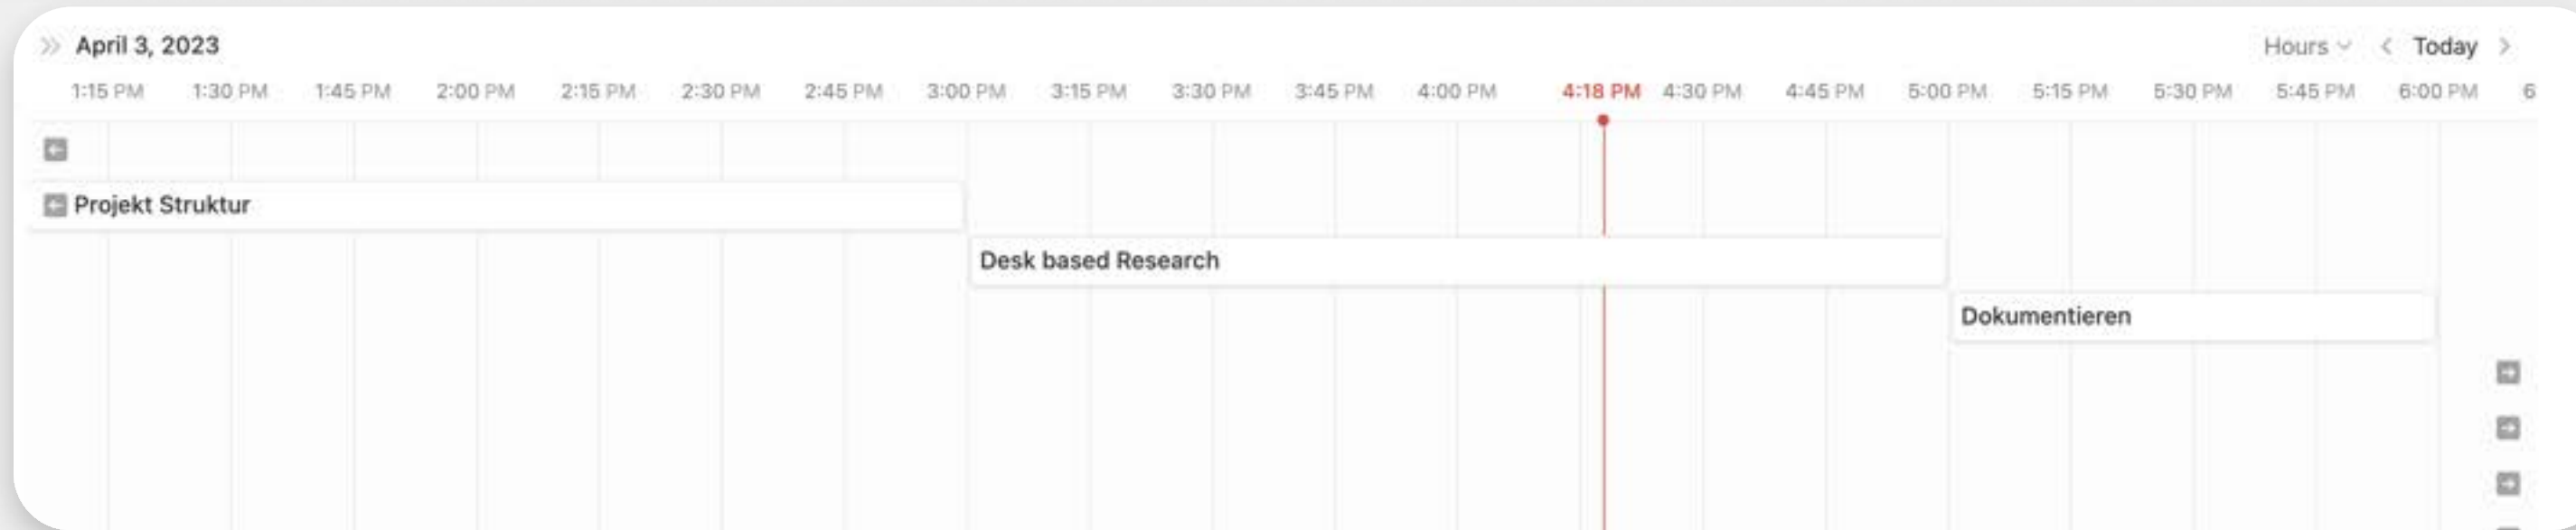 April 3, 2023 Hours Today
1:15 PM 1:30 PM 1:45 PM 2:00 PM 2:15 PM 2:30 PM 2:45 PM 3:00 PM 3:15 PM 3:30 PM 3:45 PM 4:00 PM 4:18 PM 4:30 PM 4:45 PM 5:00 PM 5:15 PM 5:30 PM 5:45 PM 6:00 PM 6
Projekt Struktur
Desk based Research
Dokumentieren